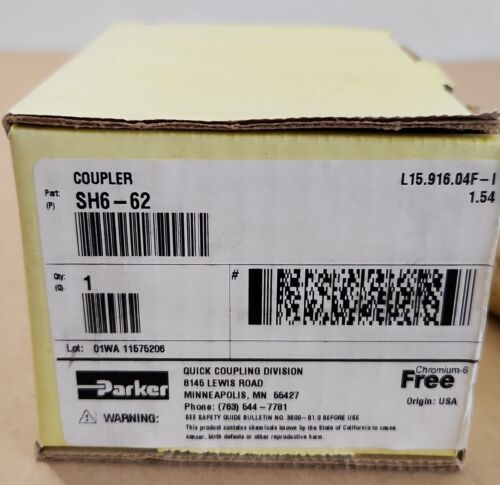 COUPLER
L15.916.04F-I
Part: SH6-62
(P)
1.54
Qty: 1
(Q)
#
Lot: 01WA 11575206
Parker
QUICK COUPLING DIVISION
8145 LEWIS ROAD
MINNEAPOLIS, MN 55427
Phone: (763) 544-7781
Chromium-6
Free
Origin: USA
WARNING:
SEE SAFETY GUIDE BULLETIN NO. 3800-B1.0 BEFORE USE
This product contains chemicals known by the State of California to cause
cancer, birth defects or other reproductive harm.